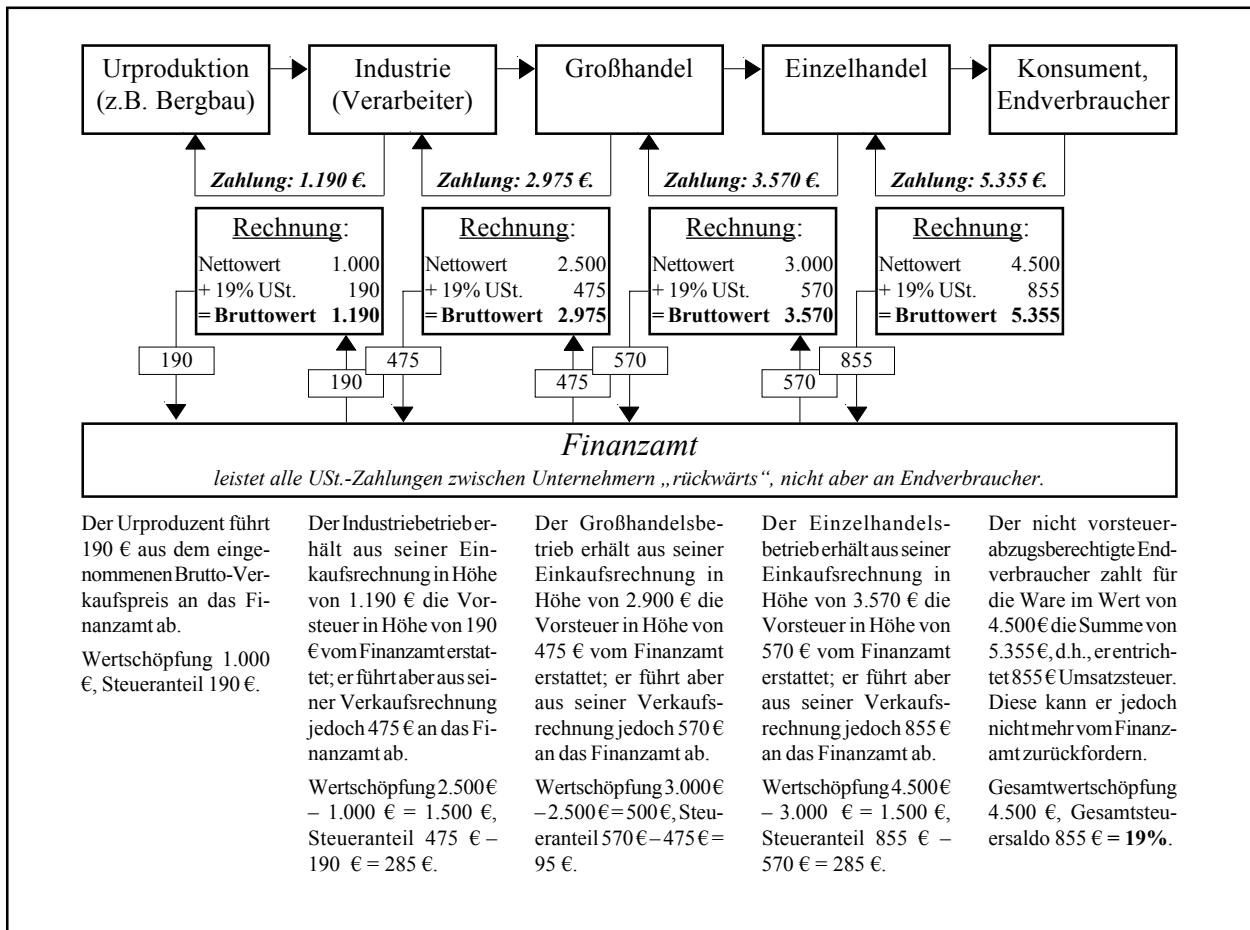 Urproduktion
(z.B. Bergbau)
Industrie
(Verarbeiter)
Großhandel
Einzelhandel
Konsument,
Endverbraucher
Zahlung: 1.190 €.
Zahlung: 2.975 €.
Zahlung: 3.570 €.
Zahlung: 5.355 €.
Rechnung:
Nettowert 1.000
+ 19% USt. 190
= Bruttowert 1.190
Rechnung:
Nettowert 2.500
+ 19% USt. 475
= Bruttowert 2.975
Rechnung:
Nettowert 3.000
+ 19% USt. 570
= Bruttowert 3.570
Rechnung:
Nettowert 4.500
+ 19% USt. 855
= Bruttowert 5.355
190
190
475
475
570
570
855
Finanzamt
leistet alle USt.-Zahlungen zwischen Unternehmern „rückwärts“, nicht aber an Endverbraucher.
Der Urproduzent führt
190 € aus dem einge-
nommenen Brutto-Ver-
kaufspreis an das Fi-
nanzamt ab.
Wertschöpfung 1.000
€, Steueranteil 190 €.
Der Industriebetrieb er-
hält aus seiner Ein-
kaufsrechnung in Höhe
von 1.190 € die Vor-
steuer in Höhe von 190
€ vom Finanzamt erstat-
tet; er führt aber aus sei-
ner Verkaufsrechnung
jedoch 475 € an das Fi-
nanzamt ab.
Wertschöpfung 2.500 €
– 1.000 € = 1.500 €,
Steueranteil 475 € –
190 € = 285 €.
Der Großhandelsbe-
trieb erhält aus seiner
Einkaufsrechnung in
Höhe von 2.900 € die
Vorsteuer in Höhe von
475 € vom Finanzamt
erstattet; er führt aber
aus seiner Verkaufs-
rechnung jedoch 570 €
an das Finanzamt ab.
Wertschöpfung 3.000 €
– 2.500 € = 500 €, Steu-
eranteil 570 € – 475 € =
95 €.
Der Einzelhandels-
betrieb erhält aus seiner
Einkaufsrechnung in
Höhe von 3.570 € die
Vorsteuer in Höhe von
570 € vom Finanzamt
erstattet; er führt aber
aus seiner Verkaufs-
rechnung jedoch 855 €
an das Finanzamt ab.
Wertschöpfung 4.500 €
– 3.000 € = 1.500 €,
Steueranteil 855 € –
570 € = 285 €.
Der nicht vorsteuer-
abzugsberechtigte End-
verbraucher zahlt für
die Ware im Wert von
4.500 € die Summe von
5.355 €, d.h., er entrich-
tet 855 € Umsatzsteuer.
Diese kann er jedoch
nicht mehr vom Finanz-
amt zurückfordern.
Gesamtwertschöpfung
4.500 €, Gesamtsteu-
ersaldo 855 € = 19%.